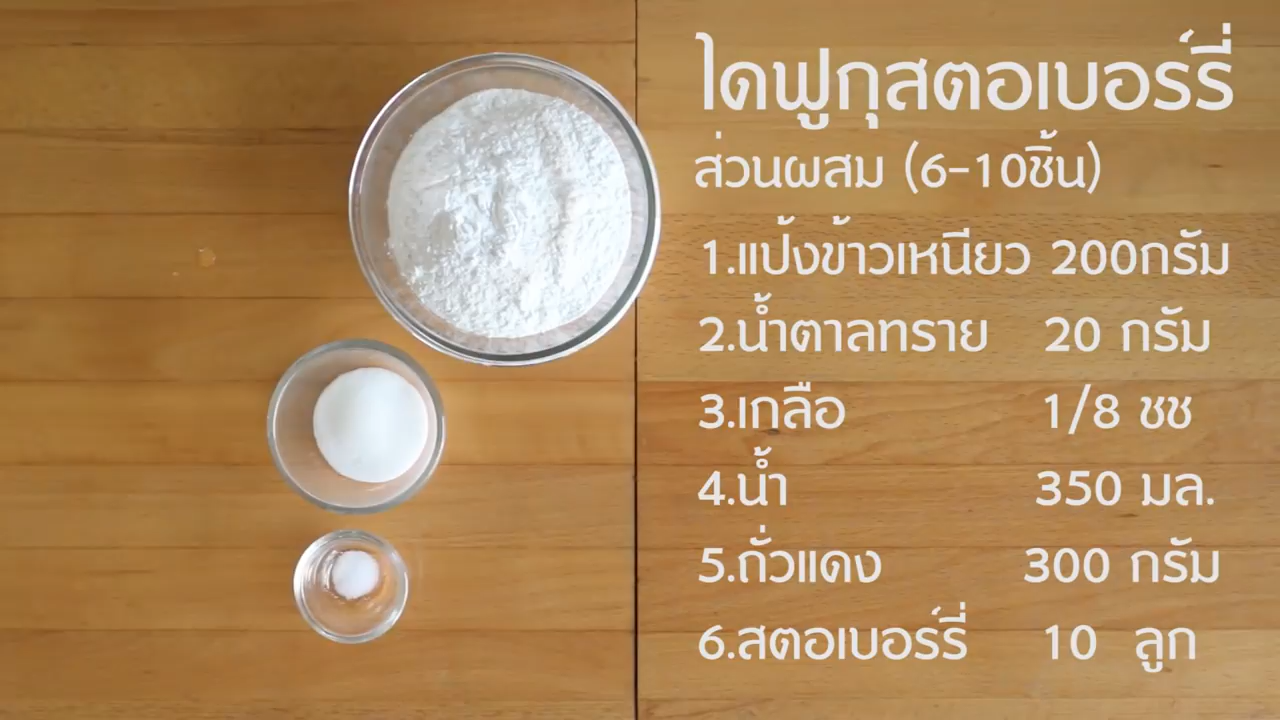 ไดฟูกุสตอเบอร์รี่
ส่วนผสม (6-10ชิ้น)
1.แป้งข้าวเหนียว 200กรัม
2.น้ำตาลทราย 20 กรัม
3.เกลือ 1/8 ชช
4.น้ำ 350 มล.
5.ถั่วแดง 300 กรัม
6.สตอเบอร์รี่ 10 ลูก